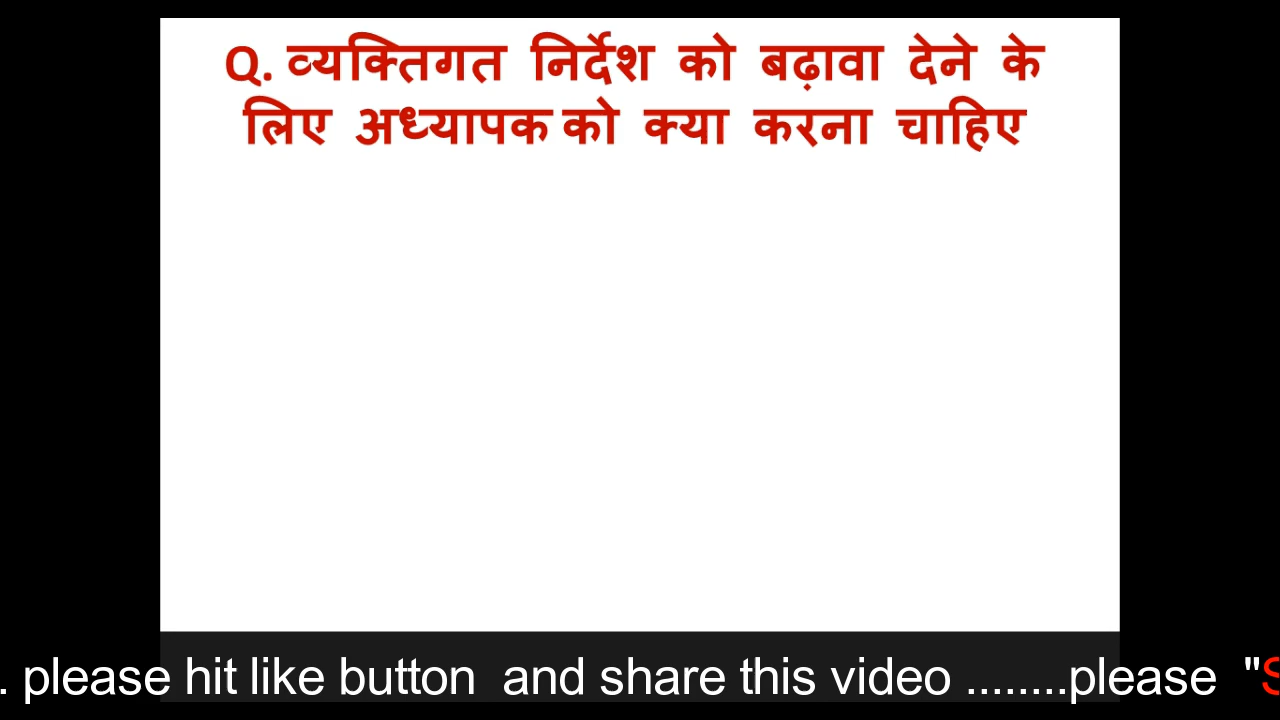 Q. व्यक्तिगत निर्देश को बढ़ावा देने के
लिए अध्यापक को क्या करना चाहिए
. please hit like button and share this video ........please "S